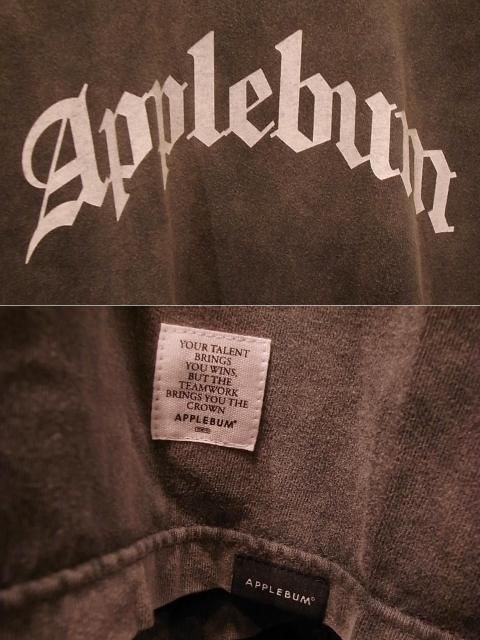 Applebum
YOUR TALENT
BRINGS
YOU WINS,
BUT THE
TEAMWORK
BRINGS YOU THE
CROWN
APPLEBUM®
APPLEBUM®